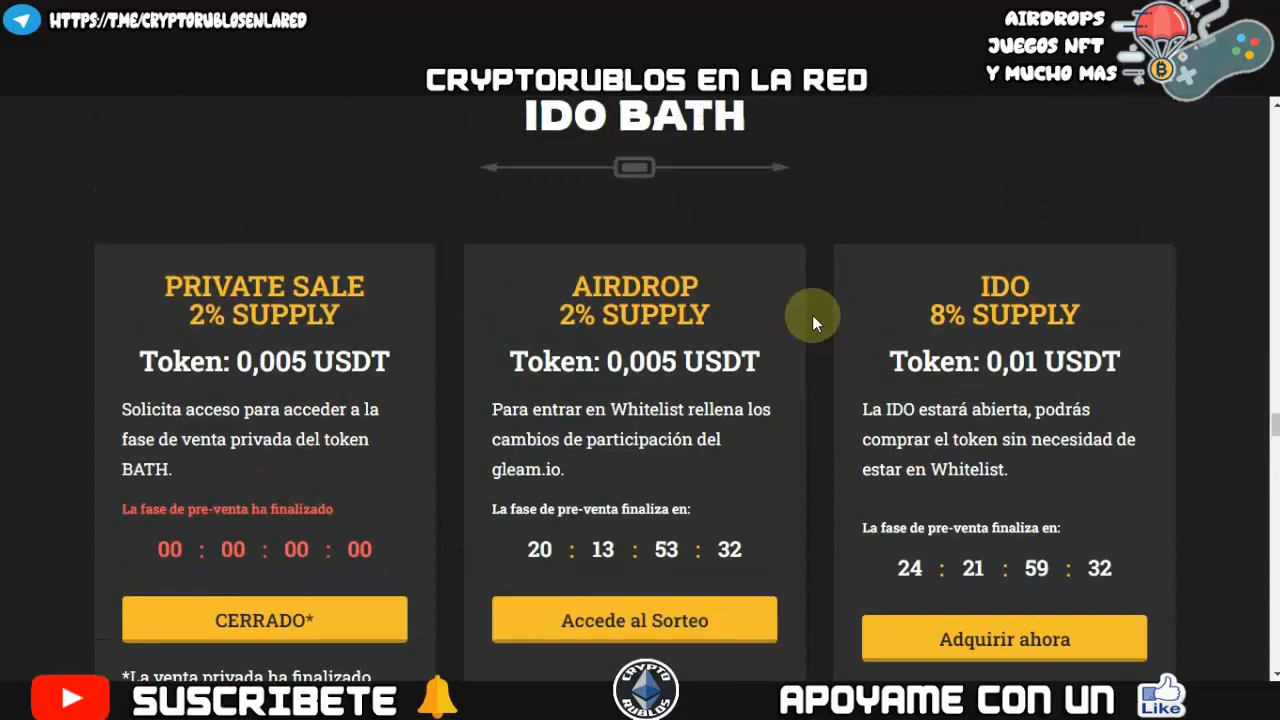 HTTPS://T.ME/CRYPTORUBLOSENLARED
AIRDROPS
JUEGOS NFT
Y MUCHO MAS
CRYPTORUBLOS EN LA RED
IDO BATH
PRIVATE SALE
2% SUPPLY
Token: 0,005 USDT
Solicita acceso para acceder a la
fase de venta privada del token
BATH.
La fase de pre-venta ha finalizado
00 : 00 : 00 : 00
CERRADO*
*La venta privada ha finalizado
AIRDROP
2% SUPPLY
Token: 0,005 USDT
Para entrar en Whitelist rellena los
cambios de participación del
gleam.io.
La fase de pre-venta finaliza en:
20 : 13 : 53 : 32
Accede al Sorteo
IDO
8% SUPPLY
Token: 0,01 USDT
La IDO estará abierta, podrás
comprar el token sin necesidad de
estar en Whitelist.
La fase de pre-venta finaliza en:
24 : 21 : 59 : 32
Adquirir ahora
SUSCRIBETE
CRYPTO
RUBLOS
APOYAME CON UN
Like